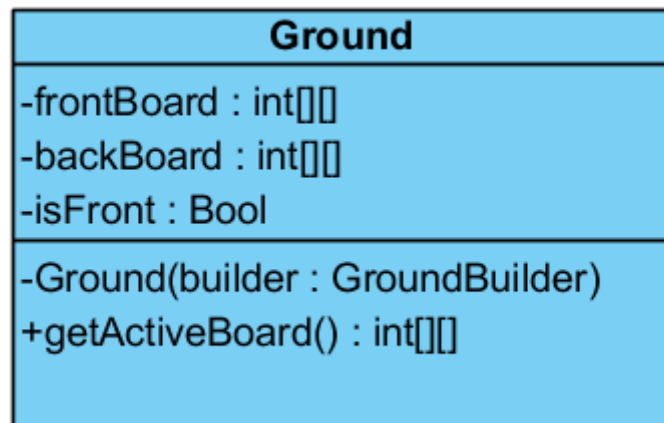 Ground
-frontBoard : int[][]
-backBoard : int[][]
-isFront : Bool
-Ground(builder : GroundBuilder)
+getActiveBoard() : int[][]